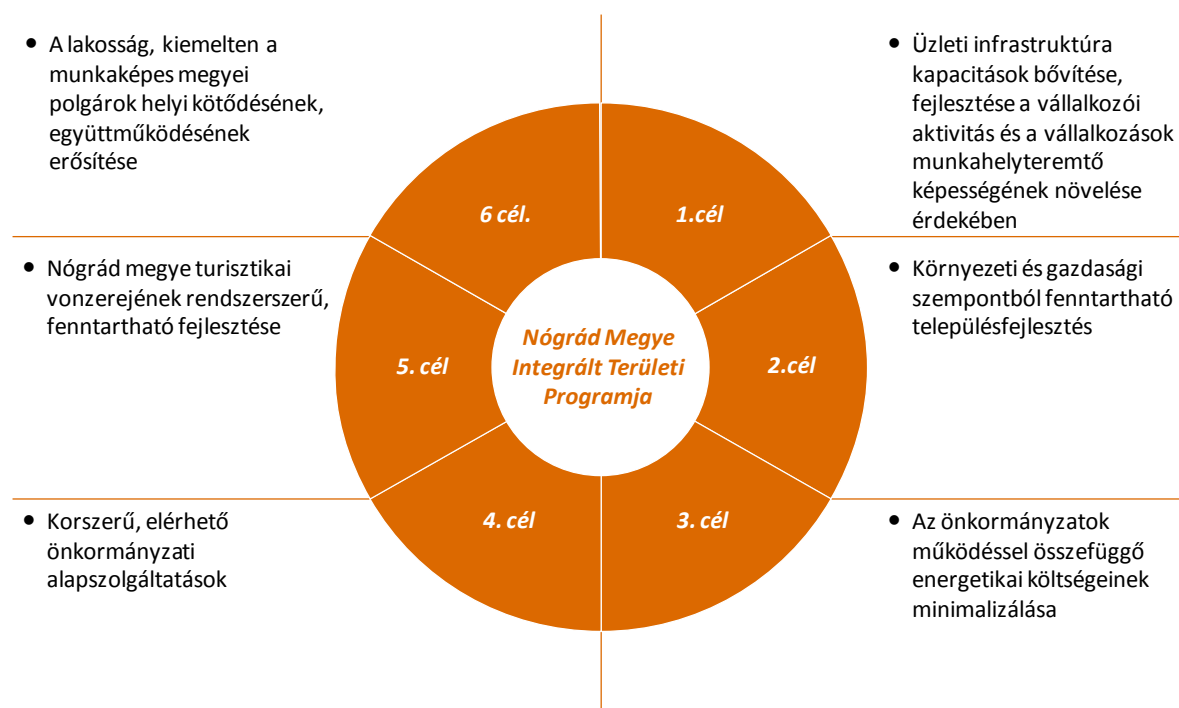 • A lakosság, kiemelten a
munkaképes megyei
polgárok helyi kötődésének,
együttműködésének
erősítése
• Üzleti infrastruktúra
kapacitások bővítése,
fejlesztése a vállalkozói
aktivitás és a vállalkozások
munkahelyteremtő
képességének növelése
érdekében
6 cél.
1.cél
• Nógrád megye turisztikai
vonzerejének rendszerszerű,
fenntartható fejlesztése
• Környezeti és gazdasági
szempontból fenntartható
településfejlesztés
5. cél
Nógrád Megye
Integrált Területi
Programja
2.cél
• Korszerű, elérhető
önkormányzati
alapszolgáltatások
4. cél
3. cél
• Az önkormányzatok
működéssel összefüggő
energetikai költségeinek
minimalizálása